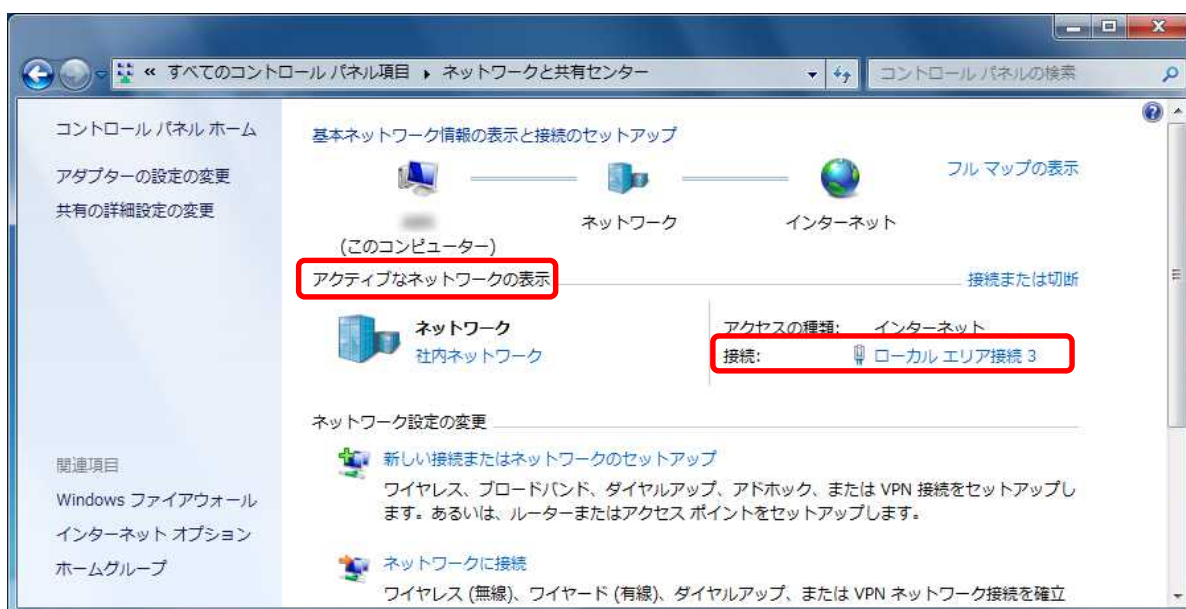 « すべてのコントロール パネル項目 ▸ ネットワークと共有センター
コントロール パネルの検索
コントロール パネル ホーム
アダプターの設定の変更
共有の詳細設定の変更
基本ネットワーク情報の表示と接続のセットアップ
フル マップの表示
ネットワーク
インターネット
(このコンピューター)
アクティブなネットワークの表示
接続または切断
ネットワーク
社内ネットワーク
アクセスの種類: インターネット
接続: ローカル エリア接続 3
ネットワーク設定の変更
新しい接続またはネットワークのセットアップ
ワイヤレス、ブロードバンド、ダイヤルアップ、アドホック、または VPN 接続をセットアップし
ます。あるいは、ルーターまたはアクセス ポイントをセットアップします。
ネットワークに接続
ワイヤレス (無線)、ワイヤード (有線)、ダイヤルアップ、または VPN ネットワーク接続を確立
関連項目
Windows ファイアウォール
インターネット オプション
ホームグループ